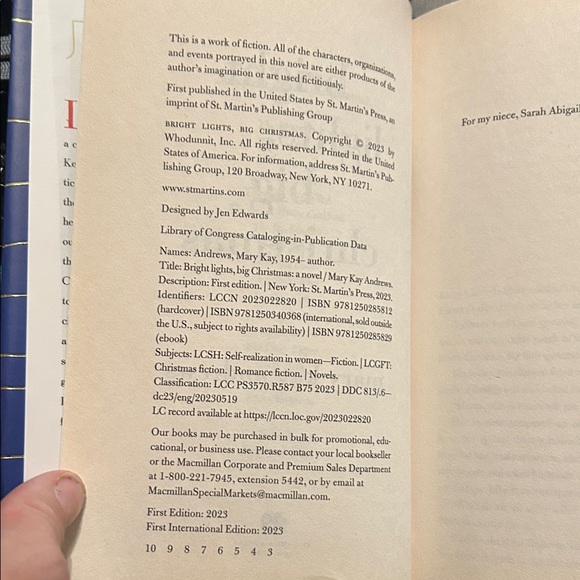 This is a work of fiction. All of the characters, organizations,
and events portrayed in this novel are either products of the
author's imagination or are used fictitiously.
First published in the United States by St. Martin's Press, an
imprint of St. Martin's Publishing Group
BRIGHT LIGHTS, BIG CHRISTMAS. Copyright © 2023 by
Whodunnit, Inc. All rights reserved. Printed in the United
States of America. For information, address St. Martin's Pub-
lishing Group, 120 Broadway, New York, NY 10271.
www.stmartins.com
Designed by Jen Edwards
Library of Congress Cataloging-in-Publication Data
Names: Andrews, Mary Kay, 1954– author.
Title: Bright lights, big Christmas: a novel / Mary Kay Andrews.
Description: First edition. | New York: St. Martin's Press, 2023.
Identifiers: LCCN 2023022820 | ISBN 9781250285812
(hardcover) | ISBN 9781250340368 (international, sold outside
the U.S., subject to rights availability) | ISBN 9781250285829
(ebook)
Subjects: LCSH: Self-realization in women—Fiction. | LCGFT:
Christmas fiction. | Romance fiction. | Novels.
Classification: LCC PS3570.R587 B75 2023 | DDC 813/.6–
dc23/eng/20230519
LC record available at https://lccn.loc.gov/2023022820
Our books may be purchased in bulk for promotional, edu-
cational, or business use. Please contact your local bookseller
or the Macmillan Corporate and Premium Sales Department
at 1-800-221-7945, extension 5442, or by email at
MacmillanSpecialMarkets@macmillan.com.
First Edition: 2023
First International Edition: 2023
10 9 8 7 6 5 4 3
For my niece, Sarah Abigail